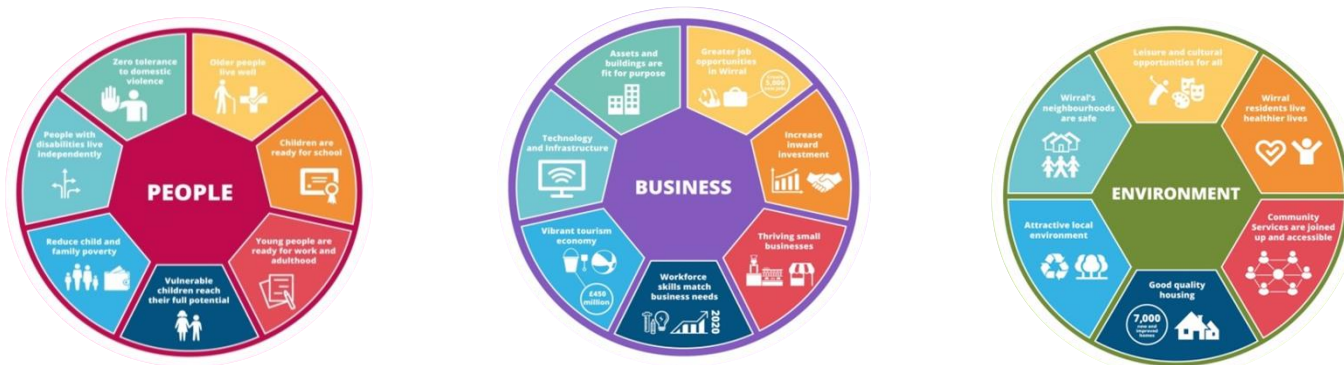 Zero tolerance
to domestic
violence
Older people
live well
Children are
ready for school
Young people are
ready for work and
adulthood
Vulnerable
children reach
their full potential
Reduce child and
family poverty
People with
disabilities live
independently
PEOPLE
Assets and
buildings are
fit for purpose
Greater job
opportunities
in Wirral
Increase
inward
investment
Thriving small
businesses
Workforce
skills match
business needs
2020
Vibrant tourism
economy
£450
million
Technology
and Infrastructure
BUSINESS
Leisure and cultural
opportunities for all
Wirral
residents live
healthier lives
Community
Services are joined
up and accessible
Good quality
housing
7,000
new and
improved
homes
Attractive local
environment
Wirral's
neighbourhoods
are safe
ENVIRONMENT